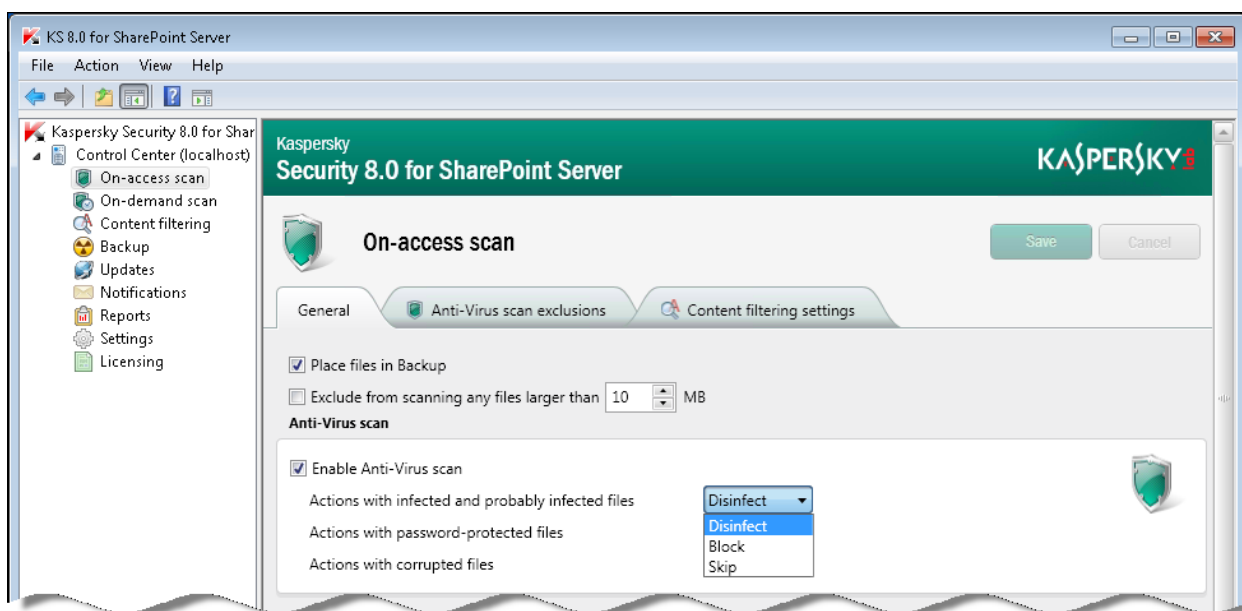 KS 8.0 for SharePoint Server
File Action View Help
Kaspersky Security 8.0 for Shar
Control Center (localhost)
On-access scan
On-demand scan
Content filtering
Backup
Updates
Notifications
Reports
Settings
Licensing
Kaspersky
Security 8.0 for SharePoint Server
KASPERSKY lab
On-access scan
Save Cancel
General Anti-Virus scan exclusions Content filtering settings
Place files in Backup
Exclude from scanning any files larger than 10 MB
Anti-Virus scan
Enable Anti-Virus scan
Actions with infected and probably infected files Disinfect
Disinfect
Actions with password-protected files
Block
Actions with corrupted files
Skip